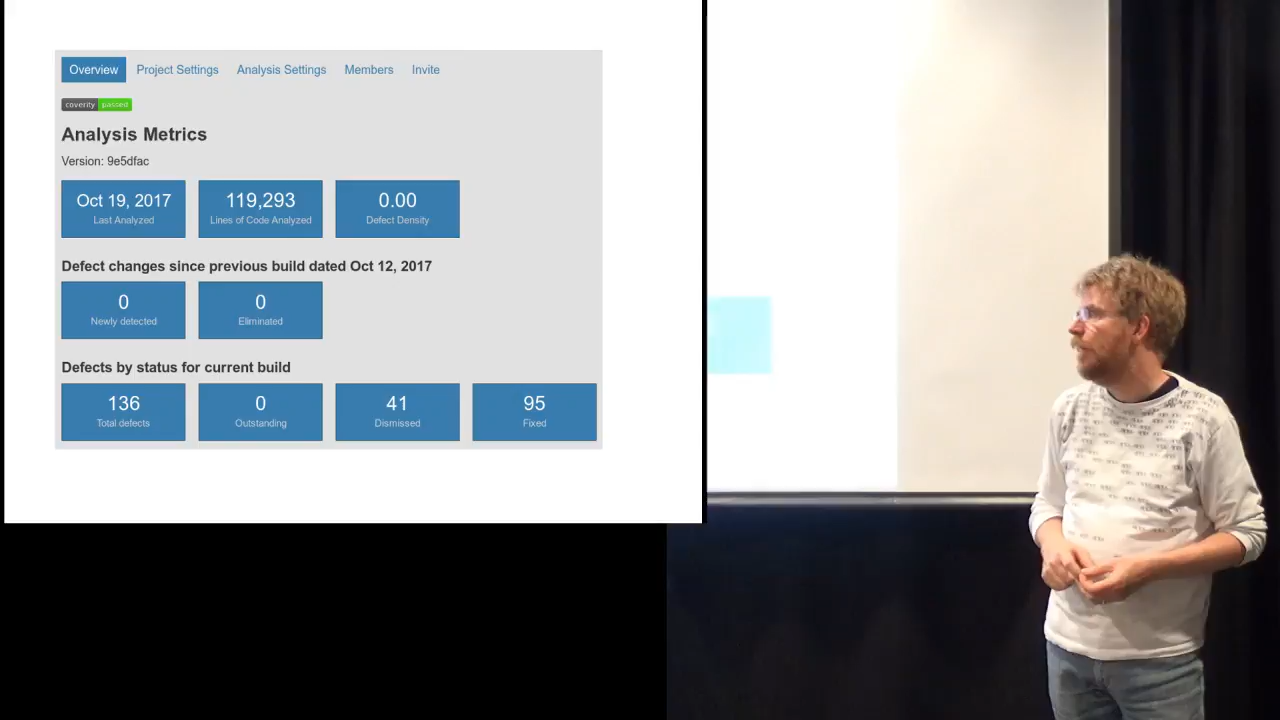 Overview Project Settings Analysis Settings Members Invite
coverity passed
Analysis Metrics
Version: 9e5dfac
Oct 19, 2017 119,293 0.00
Last Analyzed Lines of Code Analyzed Defect Density
Defect changes since previous build dated Oct 12, 2017
0 0
Newly detected Eliminated
Defects by status for current build
136 0 41 95
Total defects Outstanding Dismissed Fixed